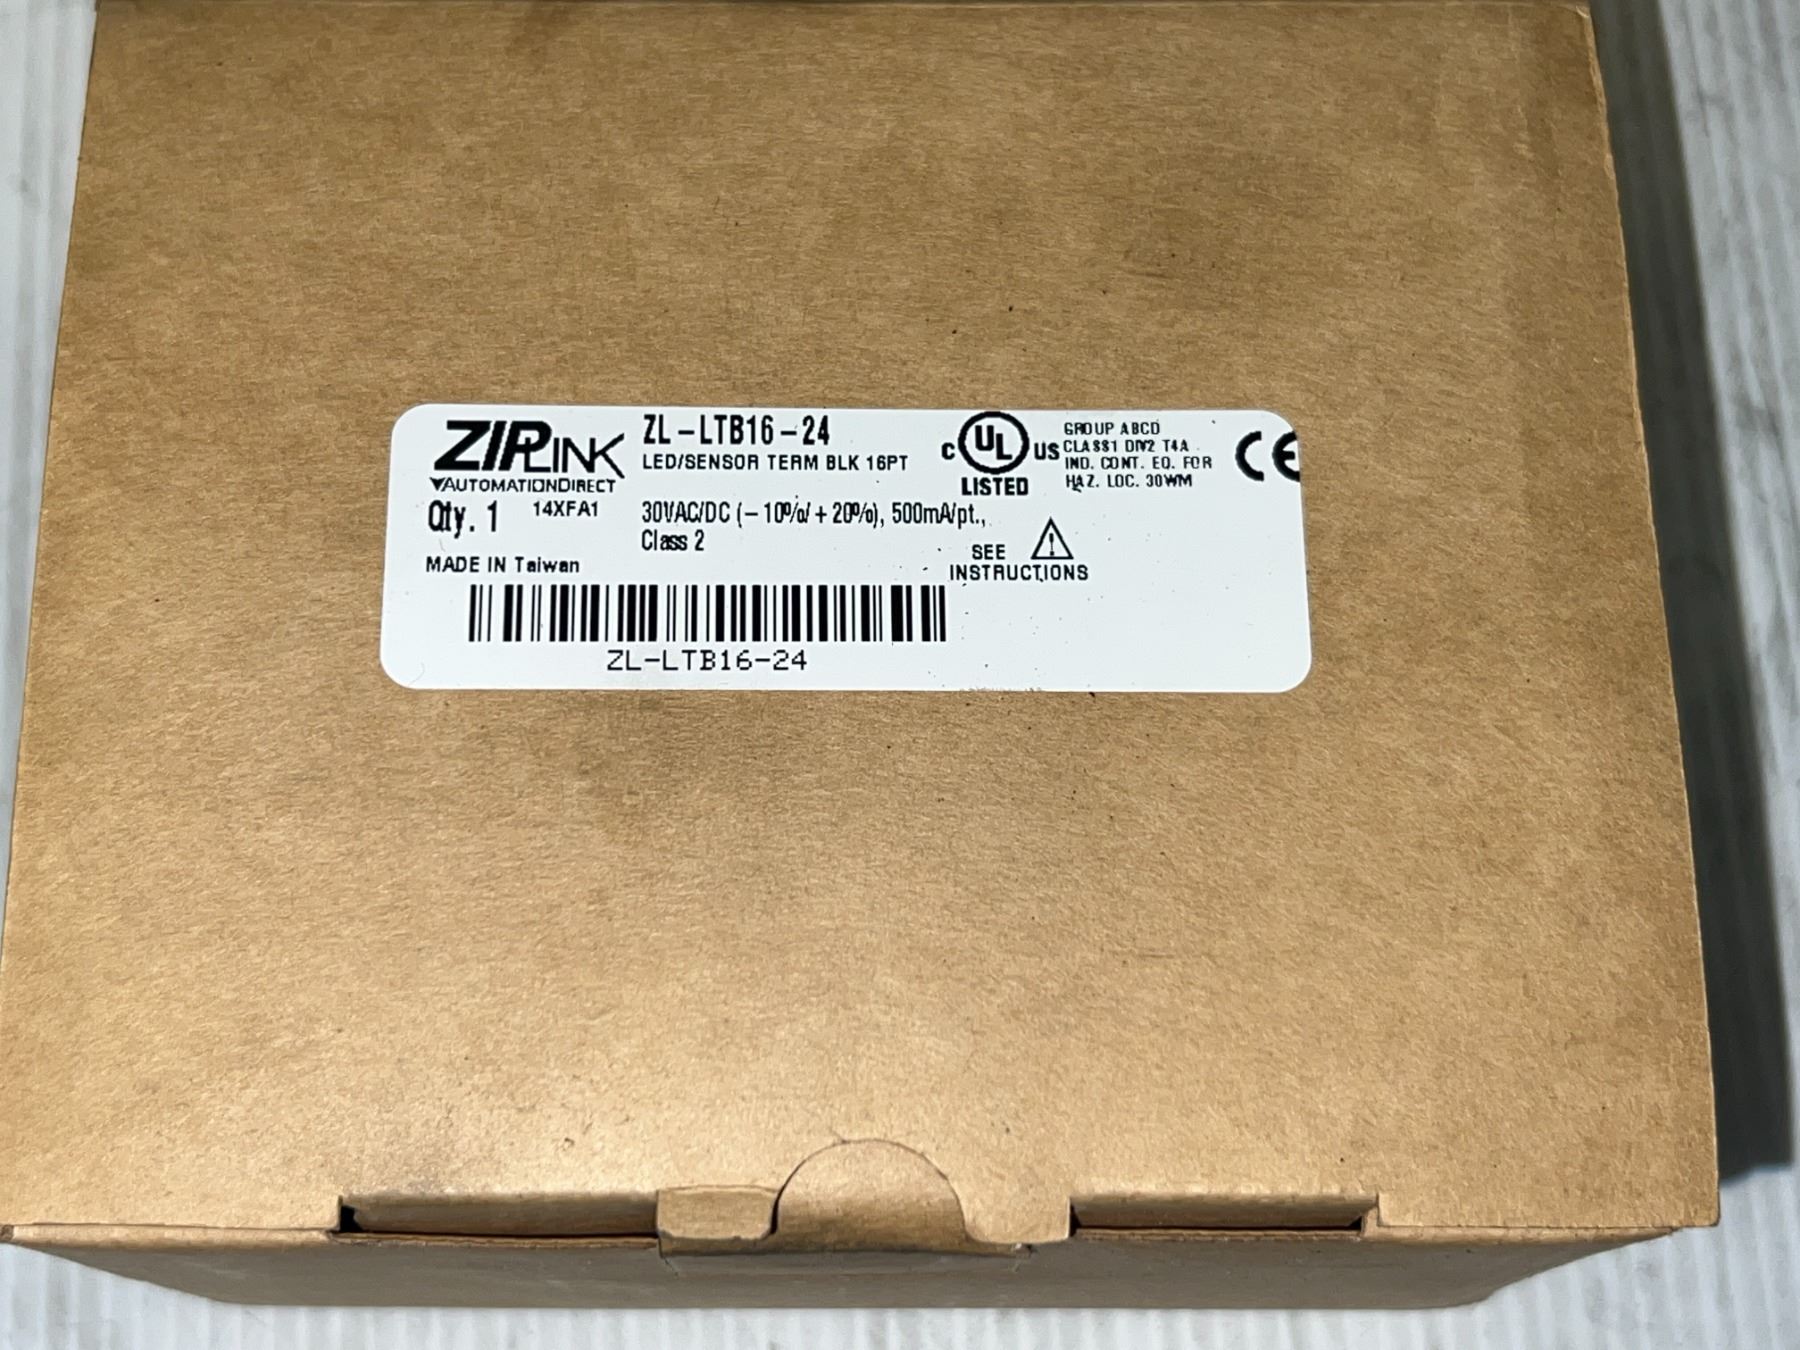 ZIPLINK
AUTOMATIONDIRECT
Qty. 1 14XFA1
MADE IN Taiwan
ZL-LTB16-24
LED/SENSOR TERM BLK 16PT
30VAC/DC (-10%/+20%), 500mA/pt.,
Class 2
C UL US
LISTED
GROUP ABCD
CLASS1 DIV2 T4A
IND. CONT. EQ. FOR
HAZ. LOC. 30WM
CE
SEE
INSTRUCTIONS
ZL-LTB16-24